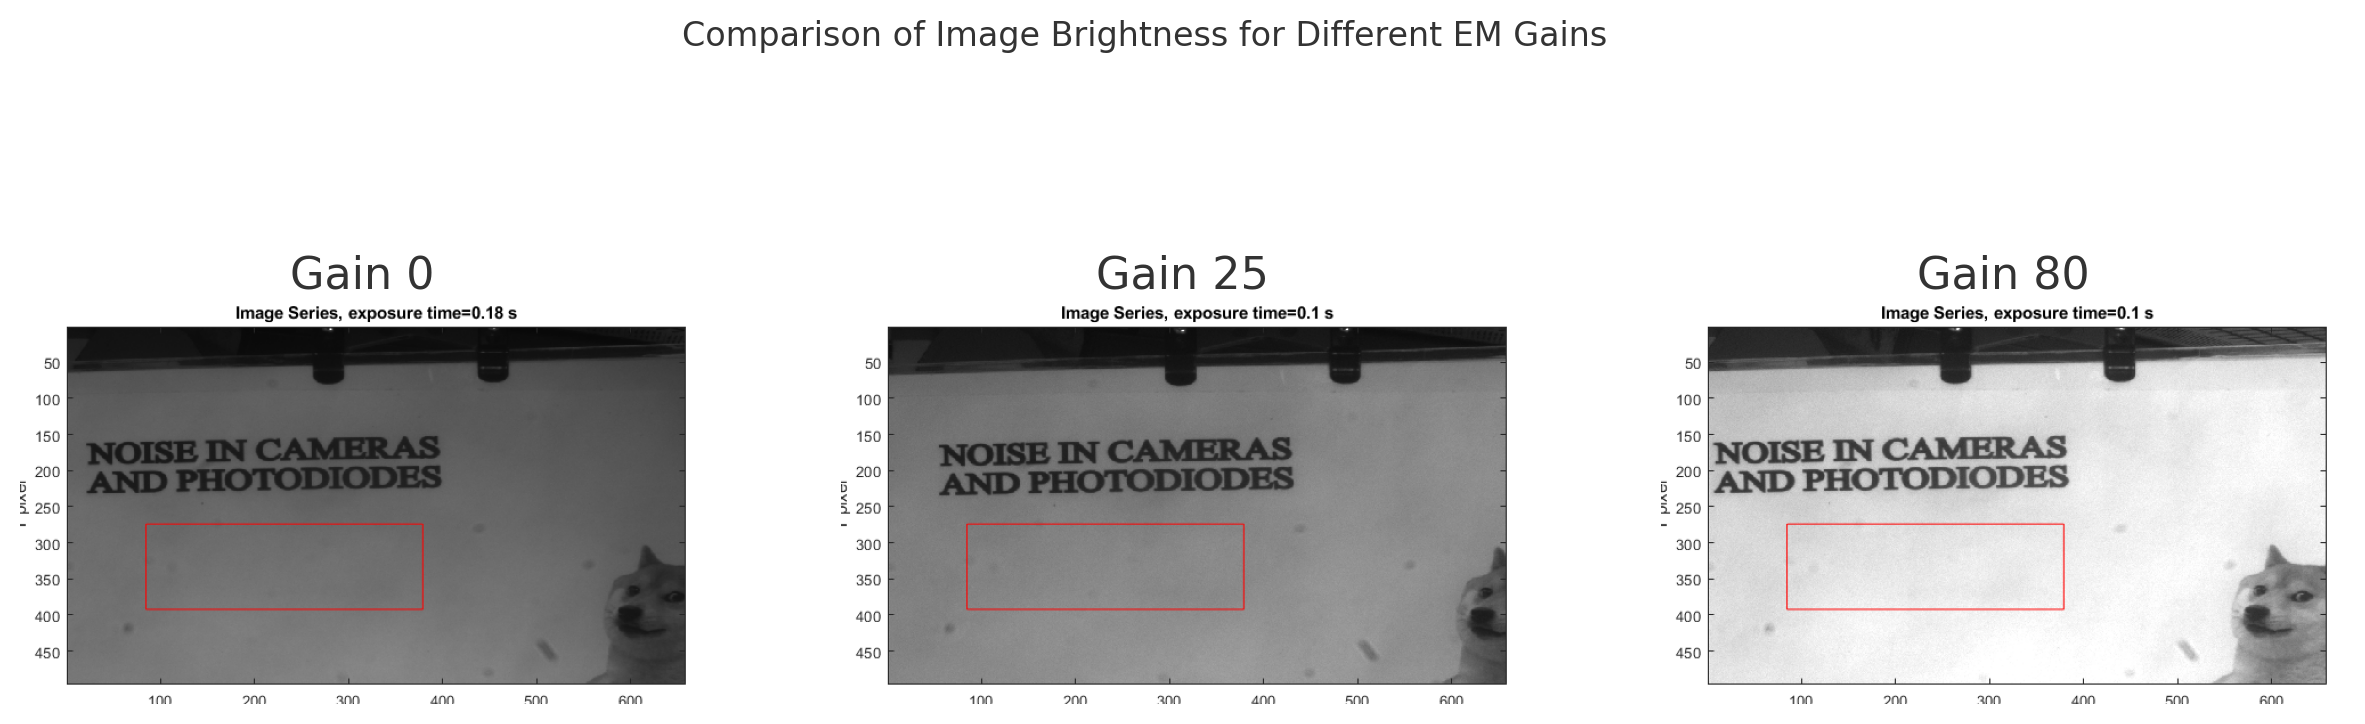 Comparison of Image Brightness for Different EM Gains
Gain 0
Image Series, exposure time=0.18 s
50
100
150
200
250
300
350
400
450
NOISE IN CAMERAS
AND PHOTODIODES
100 200 300 400 500 600
Gain 25
Image Series, exposure time=0.1 s
50
100
150
200
250
300
350
400
450
NOISE IN CAMERAS
AND PHOTODIODES
100 200 300 400 500 600
Gain 80
Image Series, exposure time=0.1 s
50
100
150
200
250
300
350
400
450
NOISE IN CAMERAS
AND PHOTODIODES
100 200 300 400 500 600